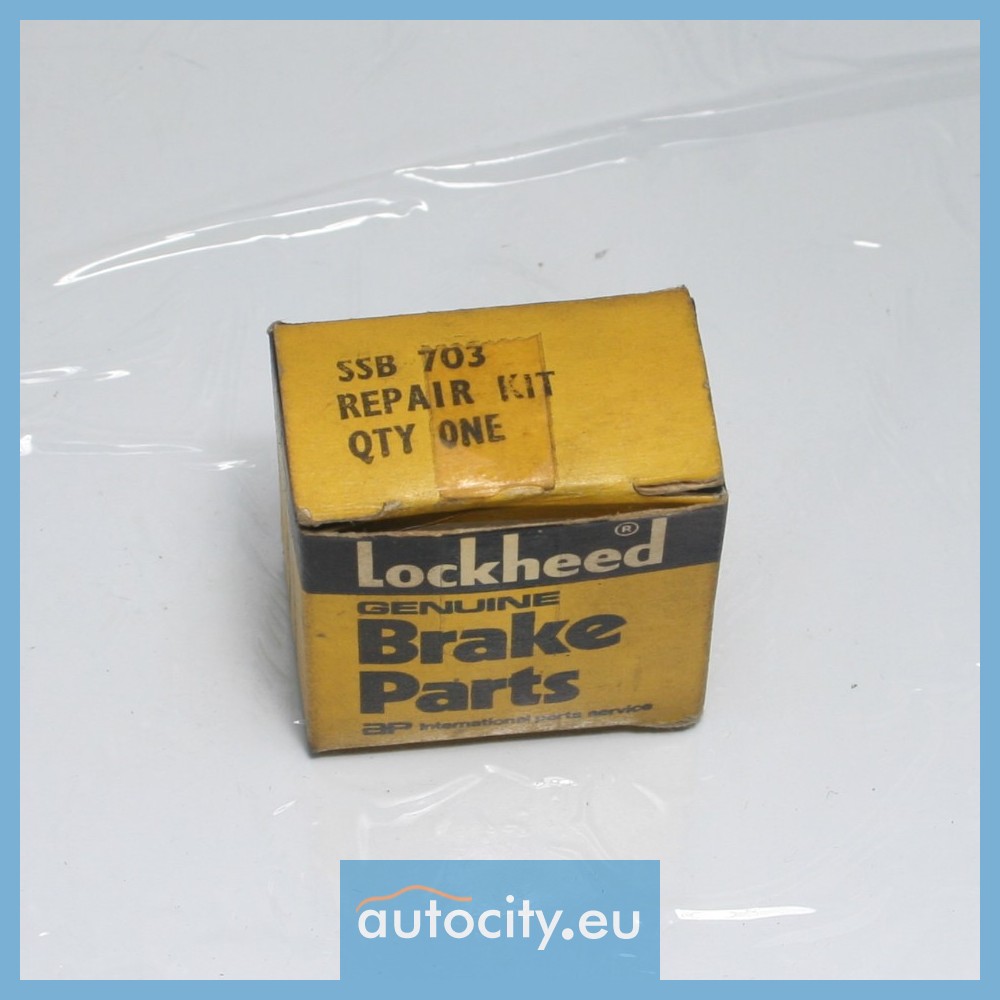 SSB 703
REPAIR KIT
QTY ONE
Lockheed®
GENUINE
Brake
Parts
ap international parts service
autocity.eu